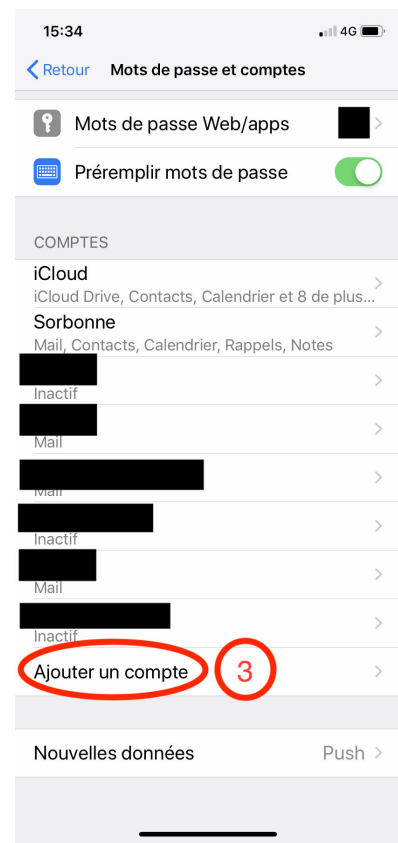 15:34
4G
Retour Mots de passe et comptes
Mots de passe Web/apps
Préremplir mots de passe
COMPTES
iCloud
iCloud Drive, Contacts, Calendrier et 8 de plus...
Sorbonne
Mail, Contacts, Calendrier, Rappels, Notes
Inactif
Mail
Mail
Inactif
Mail
Inactif
Ajouter un compte 3
Nouvelles données Push